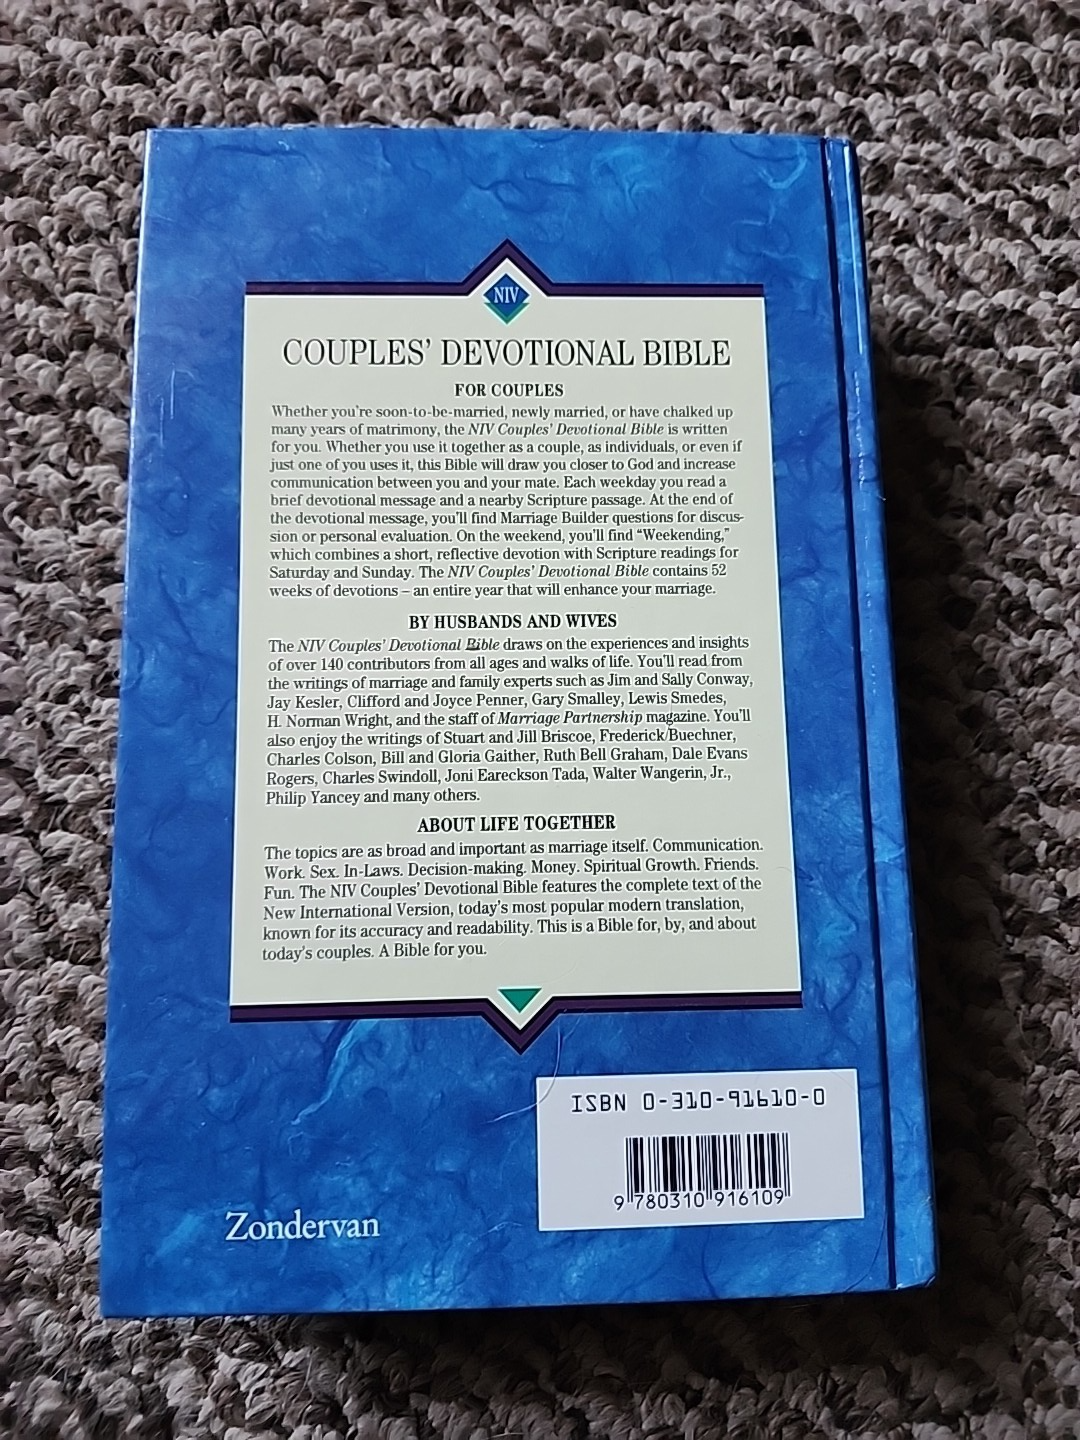 NIV
COUPLES' DEVOTIONAL BIBLE
FOR COUPLES
Whether you're soon-to-be-married, newly married, or have chalked up
many years of matrimony, the NIV Couples' Devotional Bible is written
for you. Whether you use it together as a couple, as individuals, or even if
just one of you uses it, this Bible will draw you closer to God and increase
communication between you and your mate. Each weekday you read a
brief devotional message and a nearby Scripture passage. At the end of
the devotional message, you'll find Marriage Builder questions for discus-
sion or personal evaluation. On the weekend, you'll find “Weekending,”
which combines a short, reflective devotion with Scripture readings for
Saturday and Sunday. The NIV Couples' Devotional Bible contains 52
weeks of devotions – an entire year that will enhance your marriage.
BY HUSBANDS AND WIVES
The NIV Couples' Devotional Bible draws on the experiences and insights
of over 140 contributors from all ages and walks of life. You'll read from
the writings of marriage and family experts such as Jim and Sally Conway,
Jay Kesler, Clifford and Joyce Penner, Gary Smalley, Lewis Smedes,
H. Norman Wright, and the staff of Marriage Partnership magazine. You'll
also enjoy the writings of Stuart and Jill Briscoe, Frederick Buechner,
Charles Colson, Bill and Gloria Gaither, Ruth Bell Graham, Dale Evans
Rogers, Charles Swindoll, Joni Eareckson Tada, Walter Wangerin, Jr.,
Philip Yancey and many others.
ABOUT LIFE TOGETHER
The topics are as broad and important as marriage itself. Communication.
Work. Sex. In-Laws. Decision-making. Money. Spiritual Growth. Friends.
Fun. The NIV Couples' Devotional Bible features the complete text of the
New International Version, today's most popular modern translation,
known for its accuracy and readability. This is a Bible for, by, and about
today's couples. A Bible for you.
ISBN 0-310-91610-0
9 780310 916109
Zondervan